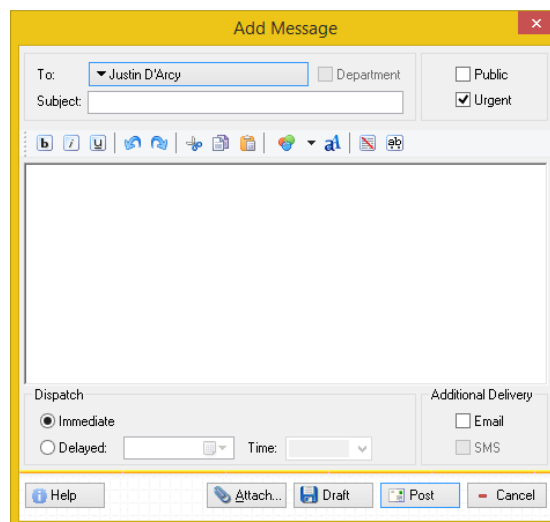 Add Message
To: Justin D'Arcy Department Public
Subject: Urgent
b i u a ab
Dispatch Additional Delivery
Immediate Email
Delayed: Time: SMS
Help Attach... Draft Post Cancel